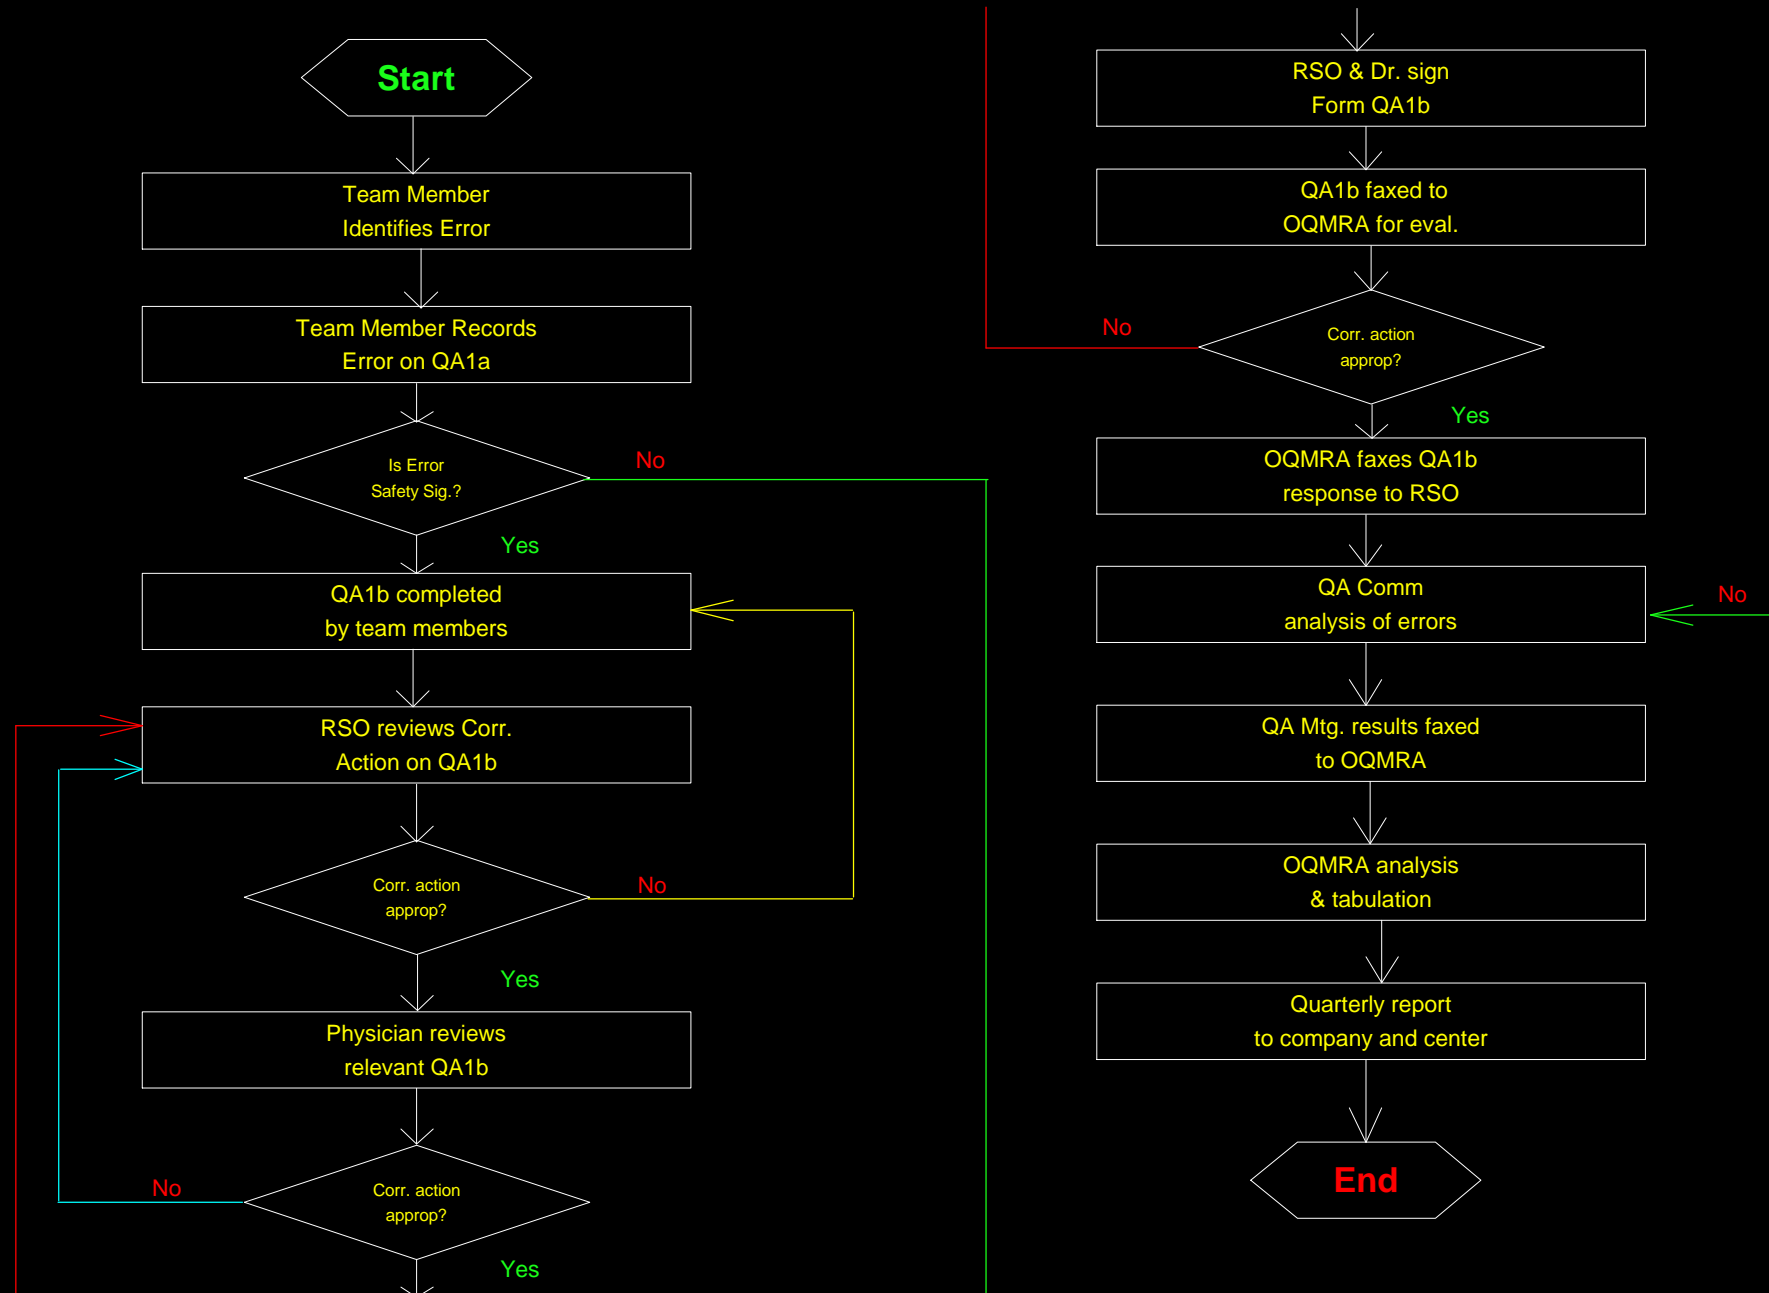 Start
Team Member
Identifies Error
Team Member Records
Error on QA1a
Is Error
Safety Sig.?
No
Yes
QA1b completed
by team members
RSO reviews Corr.
Action on QA1b
Corr. action
approp?
No
Yes
Physician reviews
relevant QA1b
Corr. action
approp?
No
Yes
RSO & Dr. sign
Form QA1b
QA1b faxed to
OQMRA for eval.
Corr. action
approp?
No
Yes
OQMRA faxes QA1b
response to RSO
QA Comm
analysis of errors
No
QA Mtg. results faxed
to OQMRA
OQMRA analysis
& tabulation
Quarterly report
to company and center
End